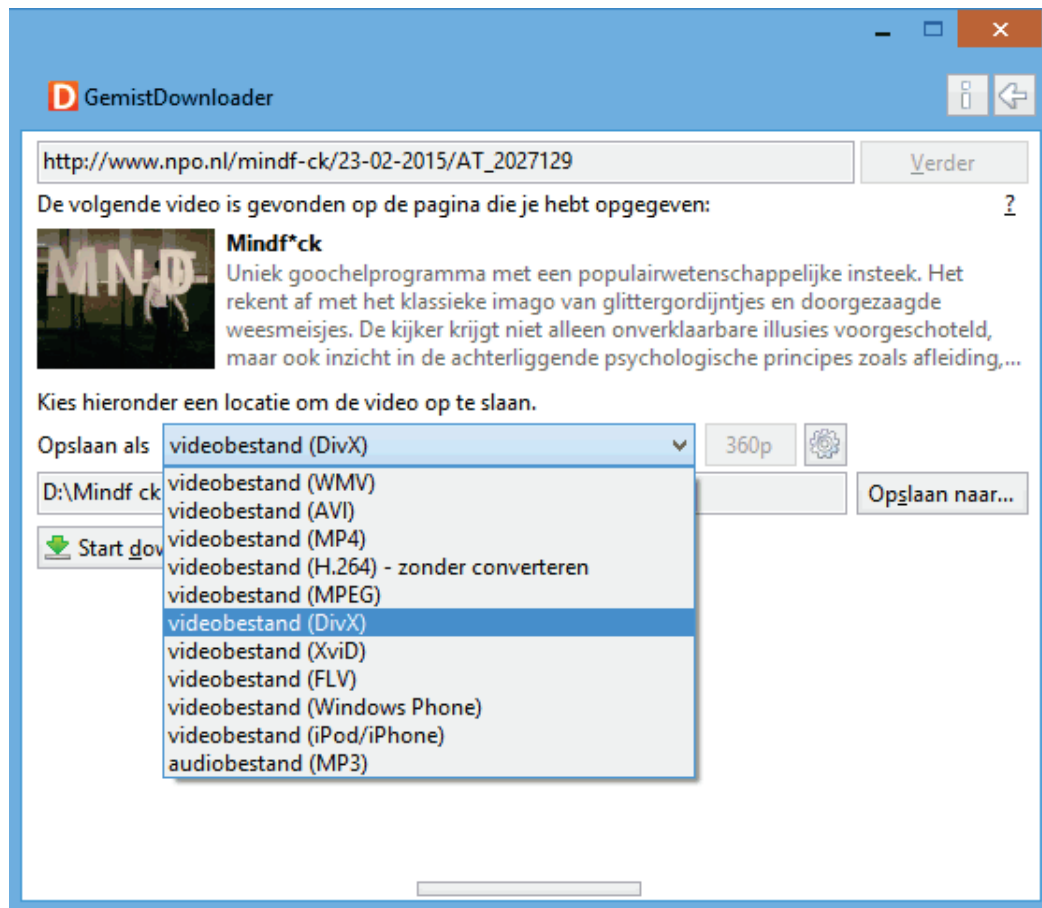 GemistDownloader
http://www.npo.nl/mindf-ck/23-02-2015/AT_2027129 Verder
De volgende video is gevonden op de pagina die je hebt opgegeven: ?
MND
Mindf*ck
Uniek goochelprogramma met een populairwetenschappelijke insteek. Het
rekent af met het klassieke imago van glittergordijntjes en doorgezaagde
weesmeisjes. De kijker krijgt niet alleen onverklaarbare illusies voorgeschoteld,
maar ook inzicht in de achterliggende psychologische principes zoals afleiding,...
Kies hieronder een locatie om de video op te slaan.
Opslaan als videobestand (DivX) 360p
D:\Mindf ck Opslaan naar...
Start dow
videobestand (WMV)
videobestand (AVI)
videobestand (MP4)
videobestand (H.264) - zonder converteren
videobestand (MPEG)
videobestand (DivX)
videobestand (XviD)
videobestand (FLV)
videobestand (Windows Phone)
videobestand (iPod/iPhone)
audiobestand (MP3)